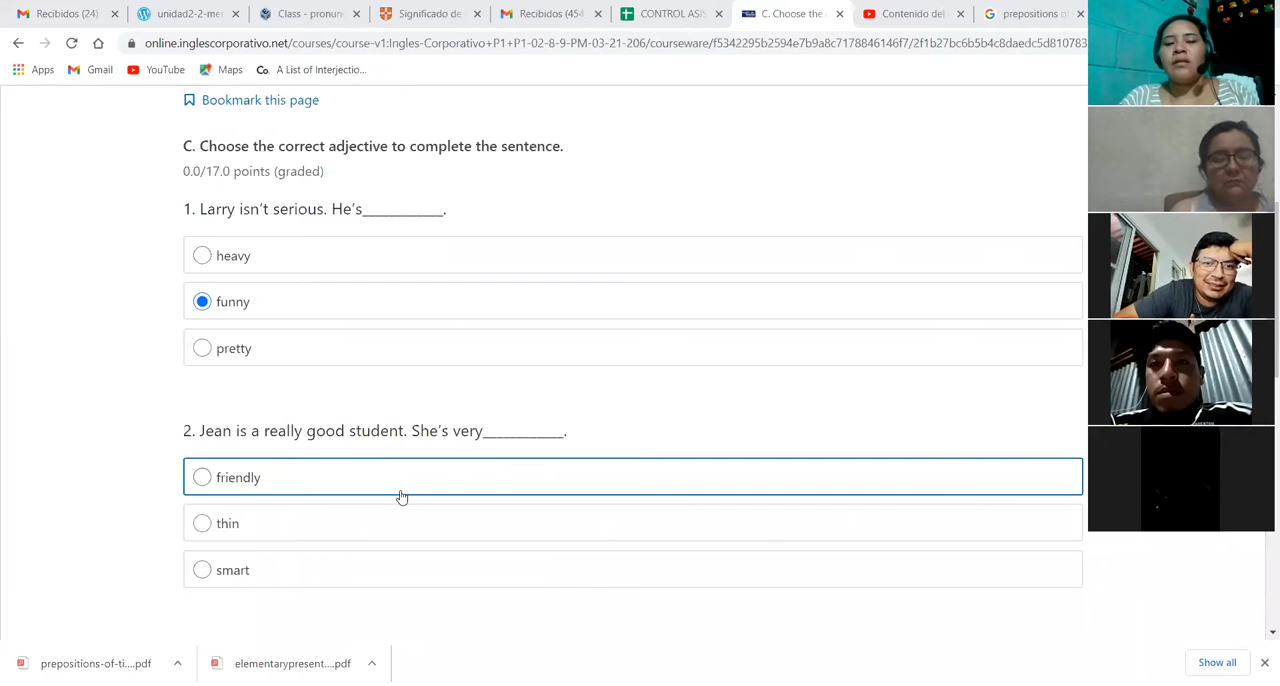 Recibidos (24)
unidad2-2-me
Class - pronun
Significado de
Recibidos (454
CONTROL ASIS
C. Choose the
Contenido del
prepositions o
online.inglescorporativo.net/courses/course-v1:Ingles-Corporativo+P1+P1-02-8-9-PM-03-21-206/courseware/f5342295b2594e7b9a8c7178846146f7/2f1b27bc6b5b4c8daedc5d810783
Apps
Gmail
YouTube
Maps
Co.
A List of Interjectio...
Bookmark this page
C. Choose the correct adjective to complete the sentence.
0.0/17.0 points (graded)
1. Larry isn't serious. He's___________.
heavy
funny
pretty
2. Jean is a really good student. She's very___________.
friendly
thin
smart
prepositions-of-ti....pdf
elementarypresent....pdf
Show all